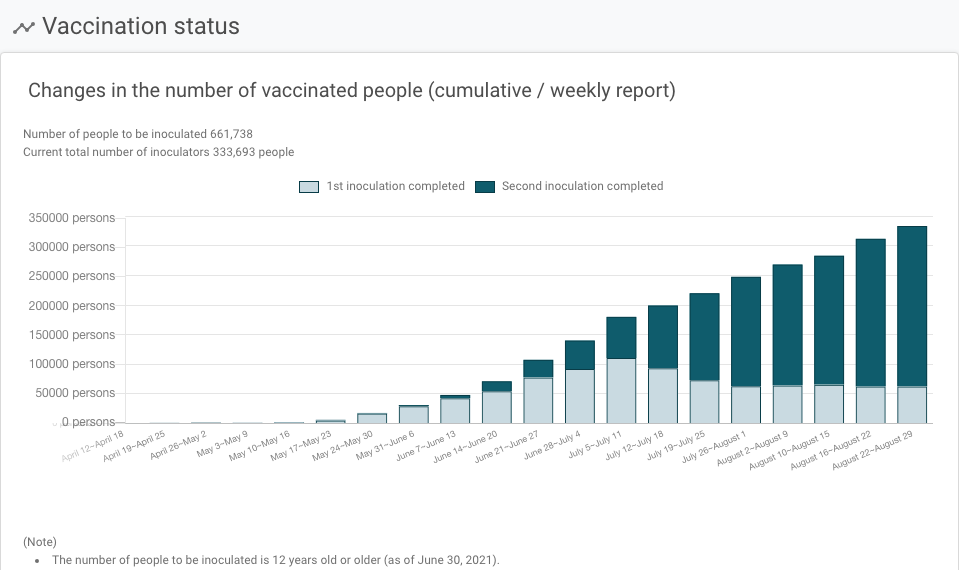 Vaccination status
Changes in the number of vaccinated people (cumulative / weekly report)
Number of people to be inoculated 661,738
Current total number of inoculators 333,693 people
1st inoculation completed
Second inoculation completed
350000 persons
300000 persons
250000 persons
200000 persons
150000 persons
100000 persons
50000 persons
0 persons
April 12~April 18
April 19~April 25
April 26~May 2
May 3~May 9
May 10~May 16
May 17~May 23
May 24~May 30
May 31~June 6
June 7~June 13
June 14~June 20
June 21~June 27
June 28~July 4
July 5~July 11
July 12~July 18
July 19~July 25
July 26~August 1
August 2~August 9
August 10~August 15
August 16~August 22
August 22~August 29
(Note)
• The number of people to be inoculated is 12 years old or older (as of June 30, 2021).